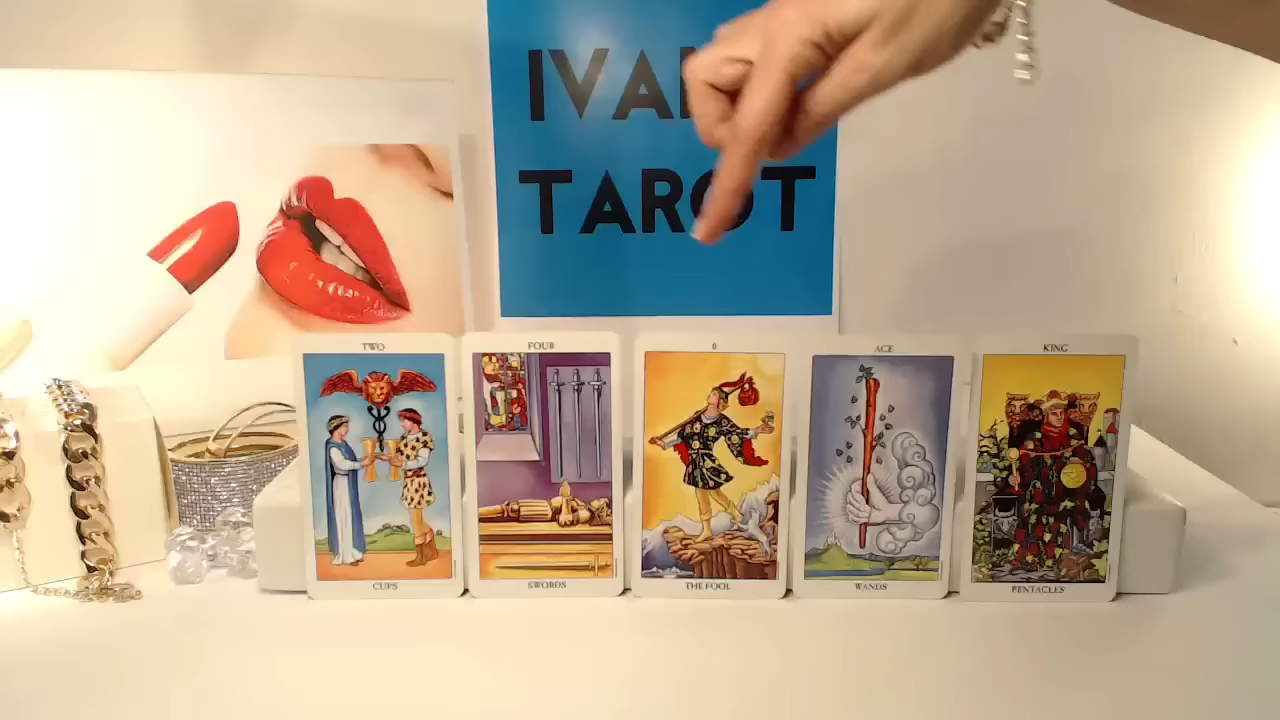 IVA
TAROT
TWO
CUPS
FOUR
SWORDS
0
THE FOOL
ACE
WANDS
KING
PENTACLES